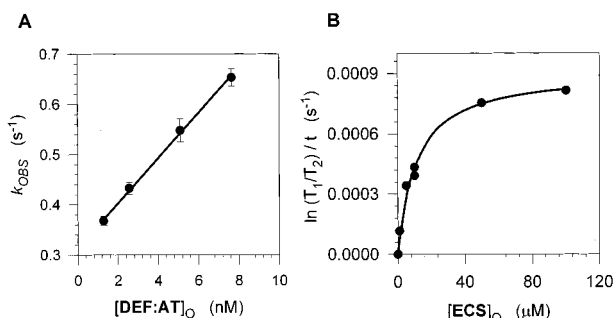 A
B
0.7
0.6
0.5
0.4
0.3
k_OBS (s⁻¹)
0 2 4 6 8 10
[DEF:AT]_O (nM)
0.0009
0.0006
0.0003
0.0000
ln (T₁/T₂) / t (s⁻¹)
0 40 80 120
[ECS]_O (μM)